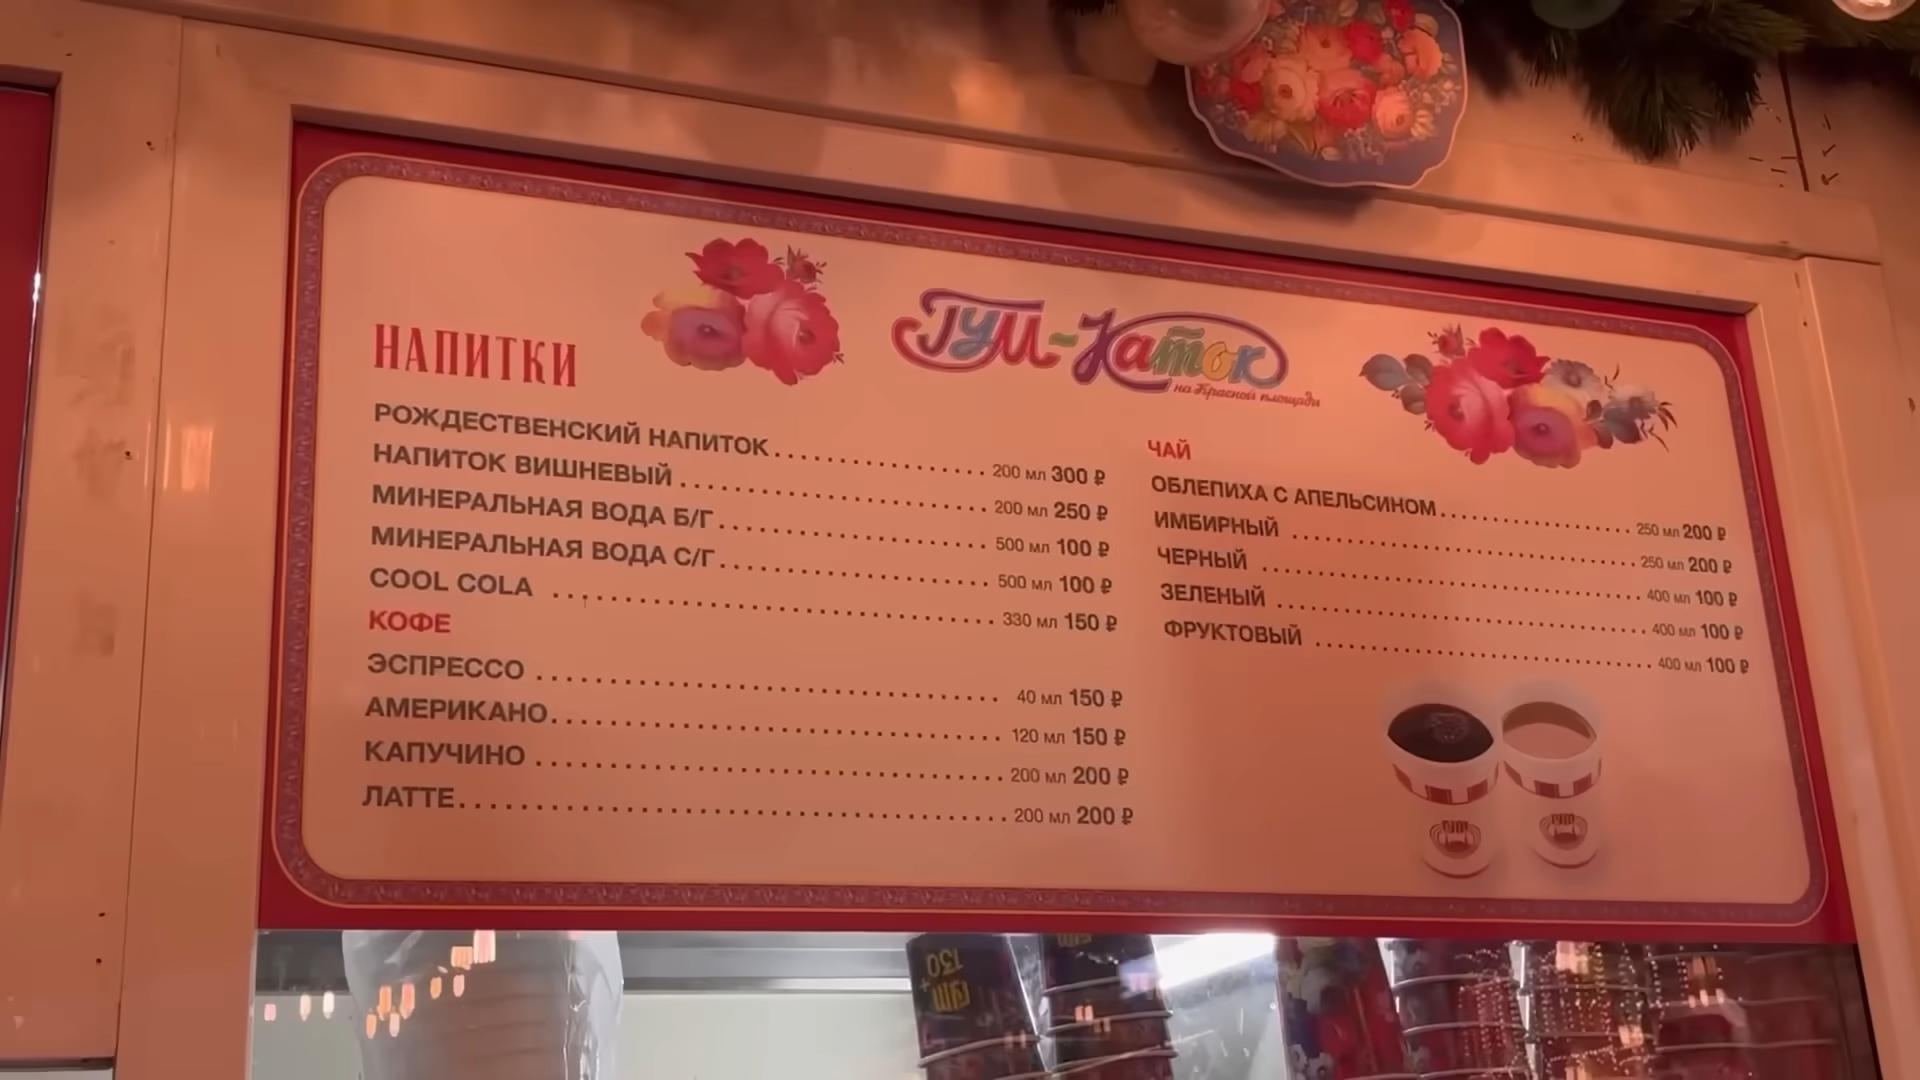 ГУМ-Каток
на Красной площади
НАПИТКИ
РОЖДЕСТВЕНСКИЙ НАПИТОК 200 мл 300 ₽
НАПИТОК ВИШНЕВЫЙ 200 мл 250 ₽
МИНЕРАЛЬНАЯ ВОДА Б/Г 500 мл 100 ₽
МИНЕРАЛЬНАЯ ВОДА С/Г 500 мл 100 ₽
COOL COLA 330 мл 150 ₽
КОФЕ
ЭСПРЕССО 40 мл 150 ₽
АМЕРИКАНО 120 мл 150 ₽
КАПУЧИНО 200 мл 200 ₽
ЛАТТЕ 200 мл 200 ₽
ЧАЙ
ОБЛЕПИХА С АПЕЛЬСИНОМ 250 мл 200 ₽
ИМБИРНЫЙ 250 мл 200 ₽
ЧЕРНЫЙ 400 мл 100 ₽
ЗЕЛЕНЫЙ 400 мл 100 ₽
ФРУКТОВЫЙ 400 мл 100 ₽
ГУМ
130